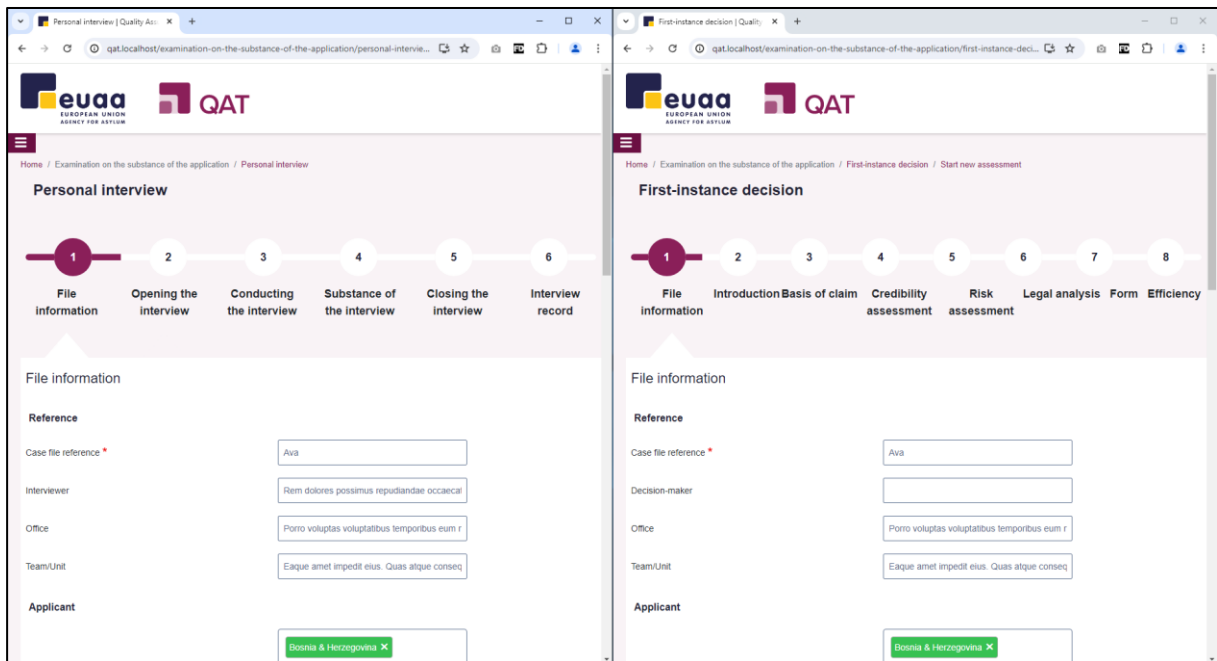 Personal interview | Quality Ass
qat.localhost/examination-on-the-substance-of-the-application/personal-intervie...
euaa
EUROPEAN UNION
AGENCY FOR ASYLUM
QAT
Home / Examination on the substance of the application / Personal interview
Personal interview
1 2 3 4 5 6
File Opening the Conducting Substance of Closing the Interview
information interview the interview the interview interview record
File information
Reference
Case file reference *
Ava
Interviewer
Rem dolores possimus repudiandae occaecat
Office
Porro voluptas voluptatibus temporibus eum r
Team/Unit
Eaque amet impedit eius. Quas atque conseq
Applicant
Bosnia & Herzegovina ×
First-instance decision | Quality
qat.localhost/examination-on-the-substance-of-the-application/first-instance-deci...
euaa
EUROPEAN UNION
AGENCY FOR ASYLUM
QAT
Home / Examination on the substance of the application / First-instance decision / Start new assessment
First-instance decision
1 2 3 4 5 6 7 8
File Introduction Basis of claim Credibility Risk Legal analysis Form Efficiency
information assessment assessment
File information
Reference
Case file reference *
Ava
Decision-maker
Office
Porro voluptas voluptatibus temporibus eum r
Team/Unit
Eaque amet impedit eius. Quas atque conseq
Applicant
Bosnia & Herzegovina ×